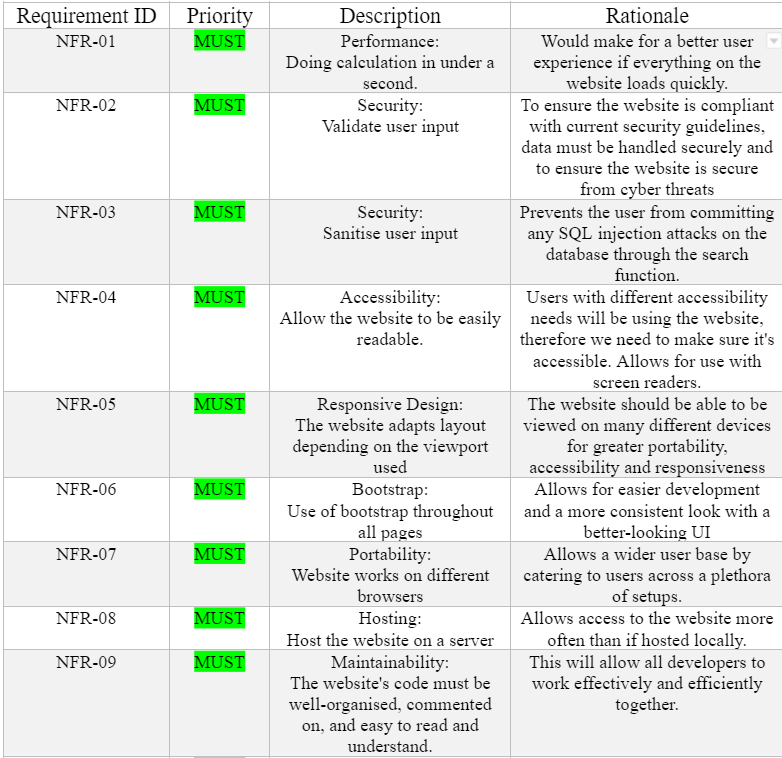 Requirement ID Priority Description Rationale
NFR-01 MUST Performance: Would make for a better user
Doing calculation in under a experience if everything on the
second. website loads quickly.
NFR-02 MUST Security: To ensure the website is compliant
Validate user input with current security guidelines,
data must be handled securely and
to ensure the website is secure
from cyber threats
NFR-03 MUST Security: Prevents the user from committing
Sanitise user input any SQL injection attacks on the
database through the search
function.
NFR-04 MUST Accessibility: Users with different accessibility
Allow the website to be easily needs will be using the website,
readable. therefore we need to make sure it's
accessible. Allows for use with
screen readers.
NFR-05 MUST Responsive Design: The website should be able to be
The website adapts layout viewed on many different devices
depending on the viewport for greater portability,
used accessibility and responsiveness
NFR-06 MUST Bootstrap: Allows for easier development
Use of bootstrap throughout and a more consistent look with a
all pages better-looking UI
NFR-07 MUST Portability: Allows a wider user base by
Website works on different catering to users across a plethora
browsers of setups.
NFR-08 MUST Hosting: Allows access to the website more
Host the website on a server often than if hosted locally.
NFR-09 MUST Maintainability: This will allow all developers to
The website's code must be work effectively and efficiently
well-organised, commented together.
on, and easy to read and
understand.